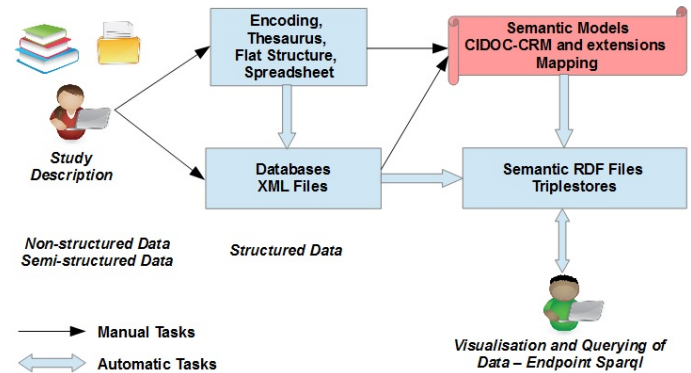 Encoding,
Thesaurus,
Flat Structure,
Spreadsheet
Semantic Models
CIDOC-CRM and extensions
Mapping
Study
Description
Databases
XML Files
Semantic RDF Files
Triplestores
Non-structured Data
Semi-structured Data
Structured Data
Manual Tasks
Automatic Tasks
Visualisation and Querying of
Data – Endpoint Sparql